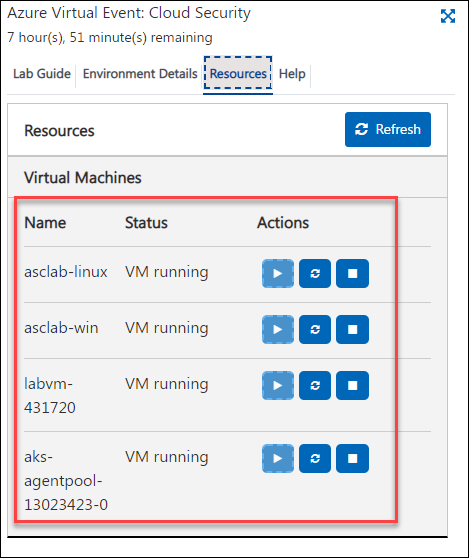 Azure Virtual Event: Cloud Security
7 hour(s), 51 minute(s) remaining
Lab Guide Environment Details Resources Help
Resources Refresh
Virtual Machines
Name Status Actions
asclab-linux VM running
asclab-win VM running
labvm- VM running
431720
aks- VM running
agentpool-
13023423-0